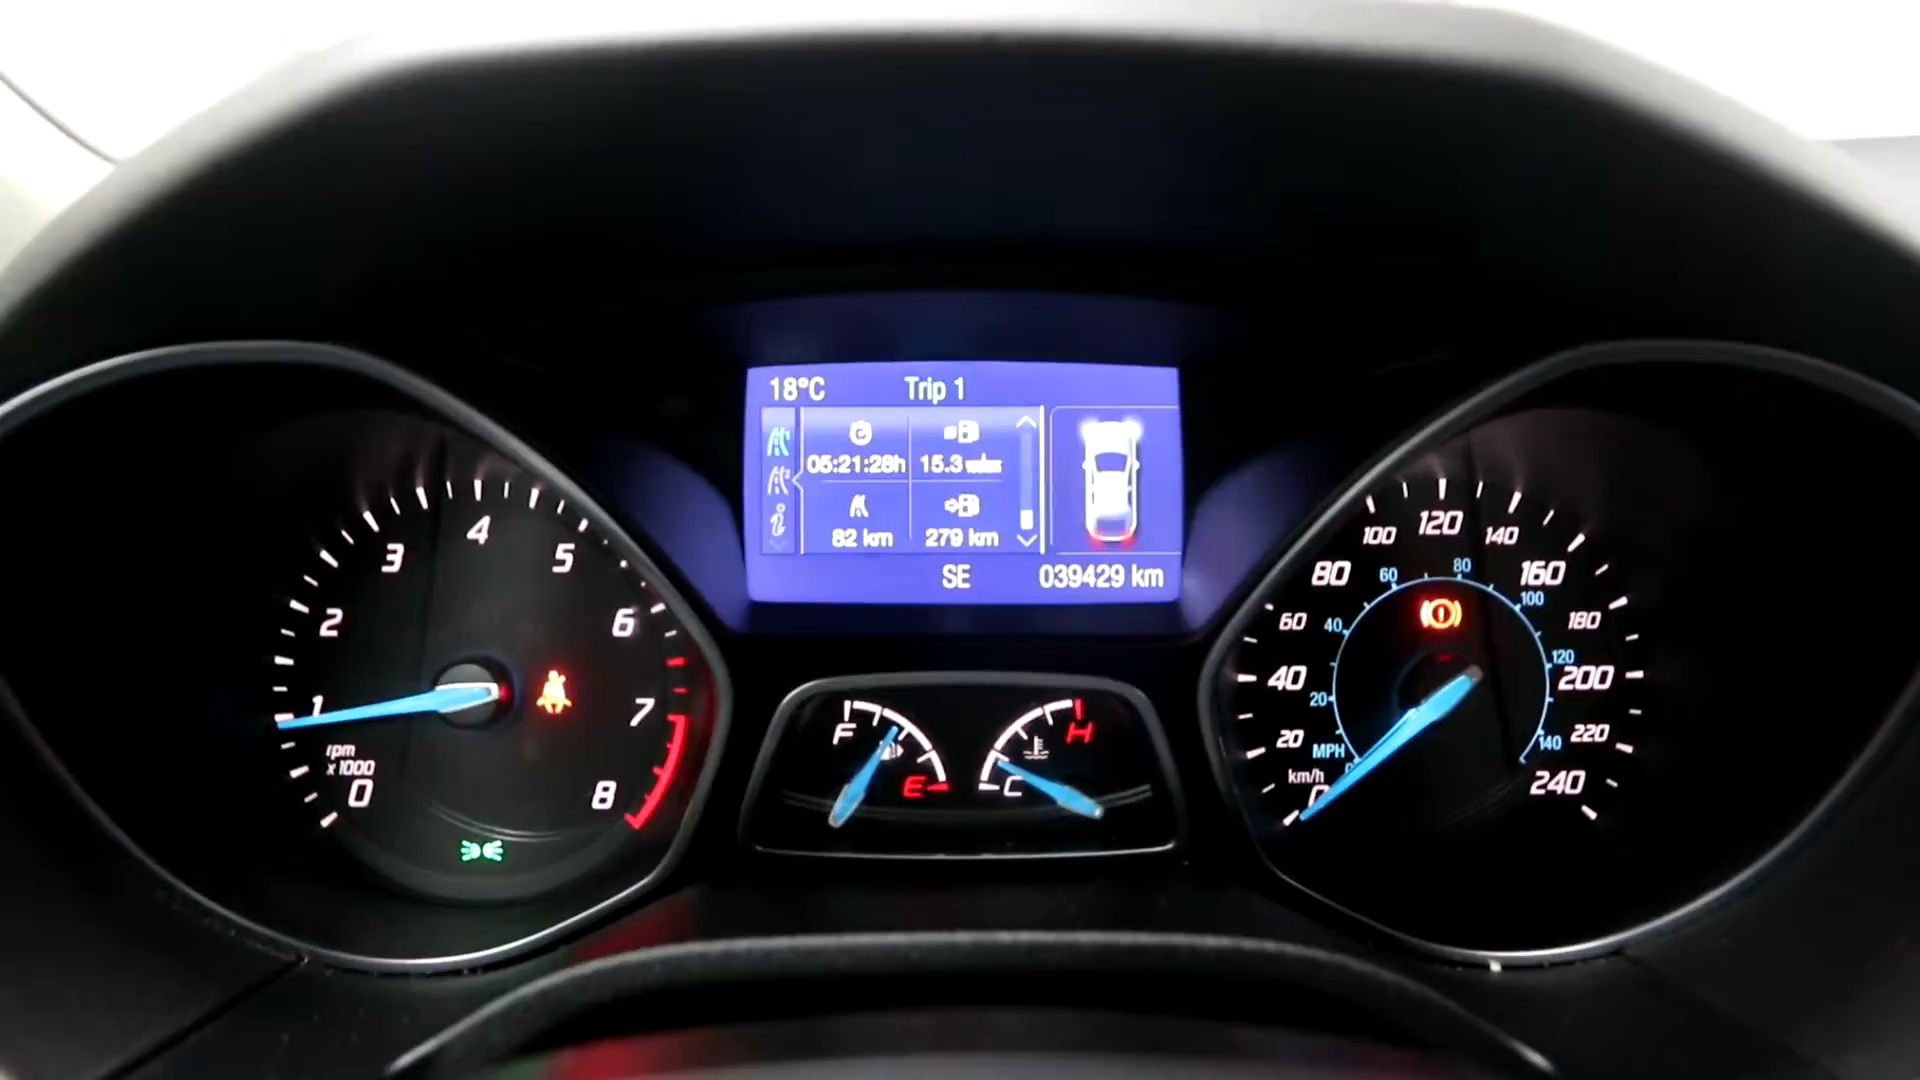 18°C Trip 1
05:21:28h 15.3
82 km 279 km
SE 039429 km
0 1 2 3 4 5 6 7 8
rpm
x 1000
F E
C H
0 20 40 60 80 100 120 140 160 180 200 220 240
km/h
20 40 60 80 100 120 140
MPH